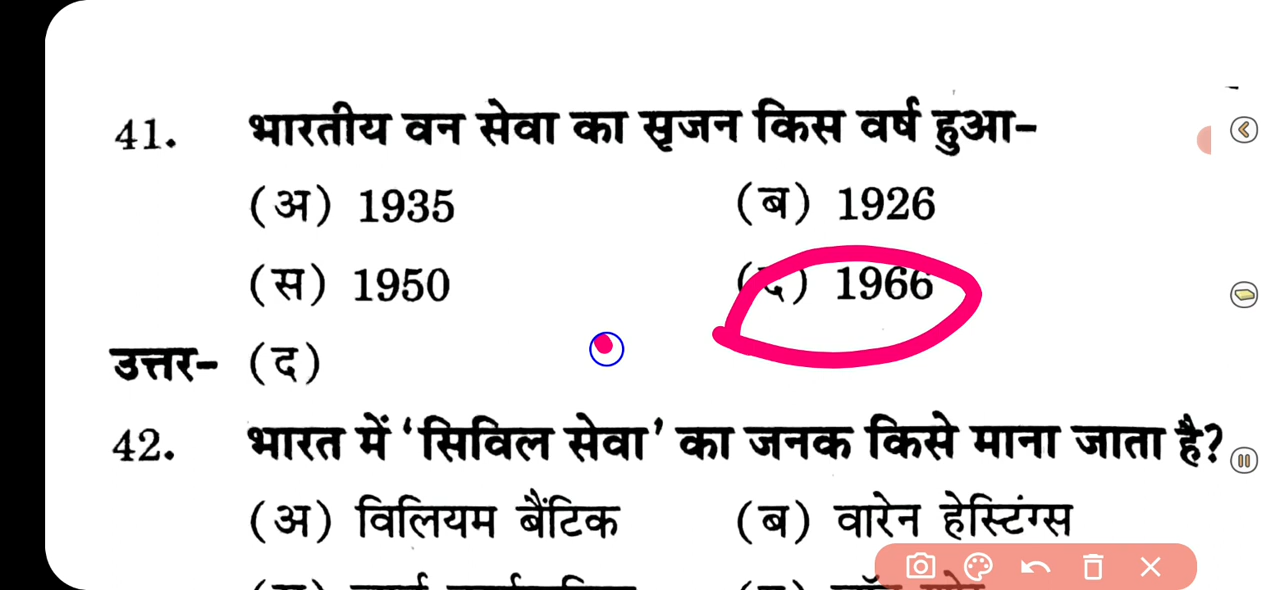 41. भारतीय वन सेवा का सृजन किस वर्ष हुआ-
(अ) 1935 (ब) 1926
(स) 1950 (द) 1966
उत्तर- (द)
42. भारत में 'सिविल सेवा' का जनक किसे माना जाता है?
(अ) विलियम बैंटिक (ब) वारेन हेस्टिंग्स